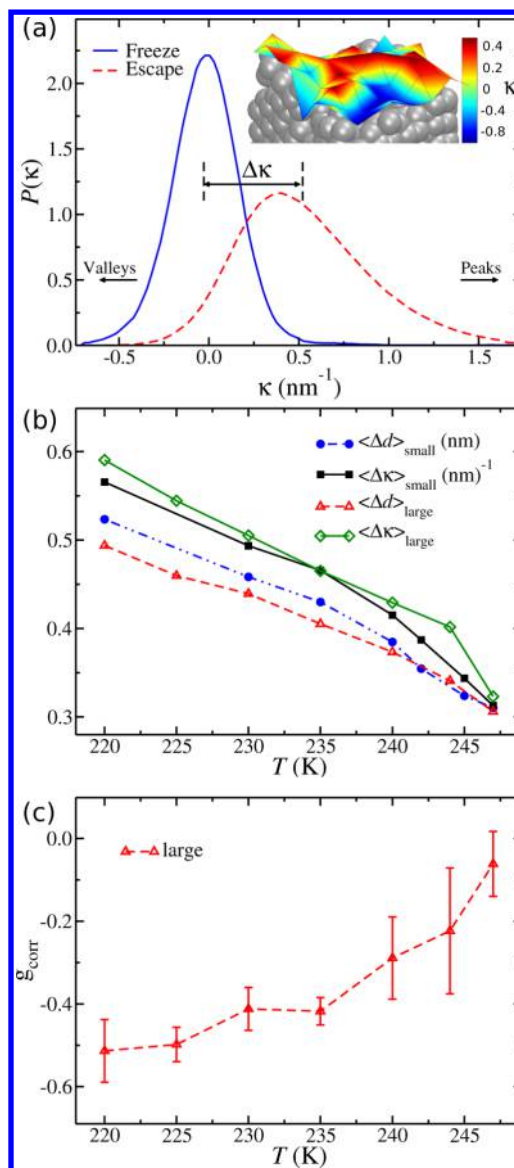 (a)
Freeze
Escape
0.4
0
-0.4
-0.8
κ
Δκ
Valleys
Peaks
P(κ)
2.0
1.5
1.0
0.5
0.0
-0.5 0.0 0.5 1.0 1.5
κ (nm⁻¹)
(b)
<Δd>small (nm)
<Δκ>small (nm)⁻¹
<Δd>large
<Δκ>large
0.6
0.5
0.4
0.3
220 225 230 235 240 245
T (K)
(c)
large
gcorr
0.0
-0.2
-0.4
-0.6
220 225 230 235 240 245
T (K)